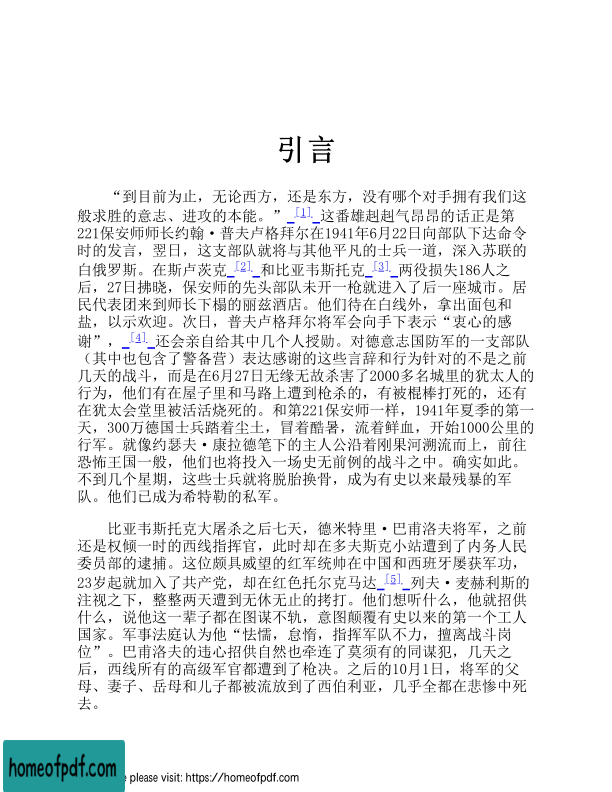 引言
“到目前为止，无论西方，还是东方，没有哪个对手拥有我们这
般求胜的意志、进攻的本能。” [1] 这番雄赳赳气昂昂的话正是第
221保安师师长约翰·普夫卢格拜尔在1941年6月22日向部队下达命令
时的发言，翌日，这支部队就将与其他平凡的士兵一道，深入苏联的
白俄罗斯。在斯卢茨克 [2] 和比亚韦斯托克 [3] 两役损失186人之
后，27日拂晓，保安师的先头部队未开一枪就进入了后一座城市。居
民代表团来到师长下榻的丽兹酒店。他们待在白线外，拿出面包和
盐，以示欢迎。次日，普夫卢格拜尔将军会向手下表示“衷心的感
谢”， [4] 还会亲自给其中几个人授勋。对德意志国防军的一支部队
（其中也包含了警备营）表达感谢的这些言辞和行为针对的不是之前
几天的战斗，而是在6月27日无缘无故杀害了2000多名城里的犹太人的
行为，他们有在屋子里和马路上遭到枪杀的，有被棍棒打死的，还有
在犹太会堂里被活活烧死的。和第221保安师一样，1941年夏季的第一
天，300万德国士兵踏着尘土，冒着酷暑，流着鲜血，开始1000公里的
行军。就像约瑟夫·康拉德笔下的主人公沿着刚果河溯流而上，前往
恐怖王国一般，他们也将投入一场史无前例的战斗之中。确实如此。
不到几个星期，这些士兵就将脱胎换骨，成为有史以来最残暴的军
队。他们已成为希特勒的私军。
比亚韦斯托克大屠杀之后七天，德米特里·巴甫洛夫将军，之前
还是权倾一时的西线指挥官，此时却在多夫斯克小站遭到了内务人民
委员部的逮捕。这位颇具威望的红军统帅在中国和西班牙屡获军功，
23岁起就加入了共产党，却在红色托尔克马达 [5] 列夫·麦赫利斯的
注视之下，整整两天遭到无休无止的拷打。他们想听什么，他就招供
什么，说他这一辈子都在图谋不轨，意图颠覆有史以来的第一个工人
国家。军事法庭认为他“怯懦，怠惰，指挥军队不力，擅离战斗岗
位”。巴甫洛夫的违心招供自然也牵连了莫须有的同谋犯，几天之
后，西线所有的高级军官都遭到了枪决。之后的10月1日，将军的父
母、妻子、岳母和儿子都被流放到了西伯利亚，几乎全都在悲惨中死
去。
homeofpdf.com
e please visit: https://homeofpdf.com